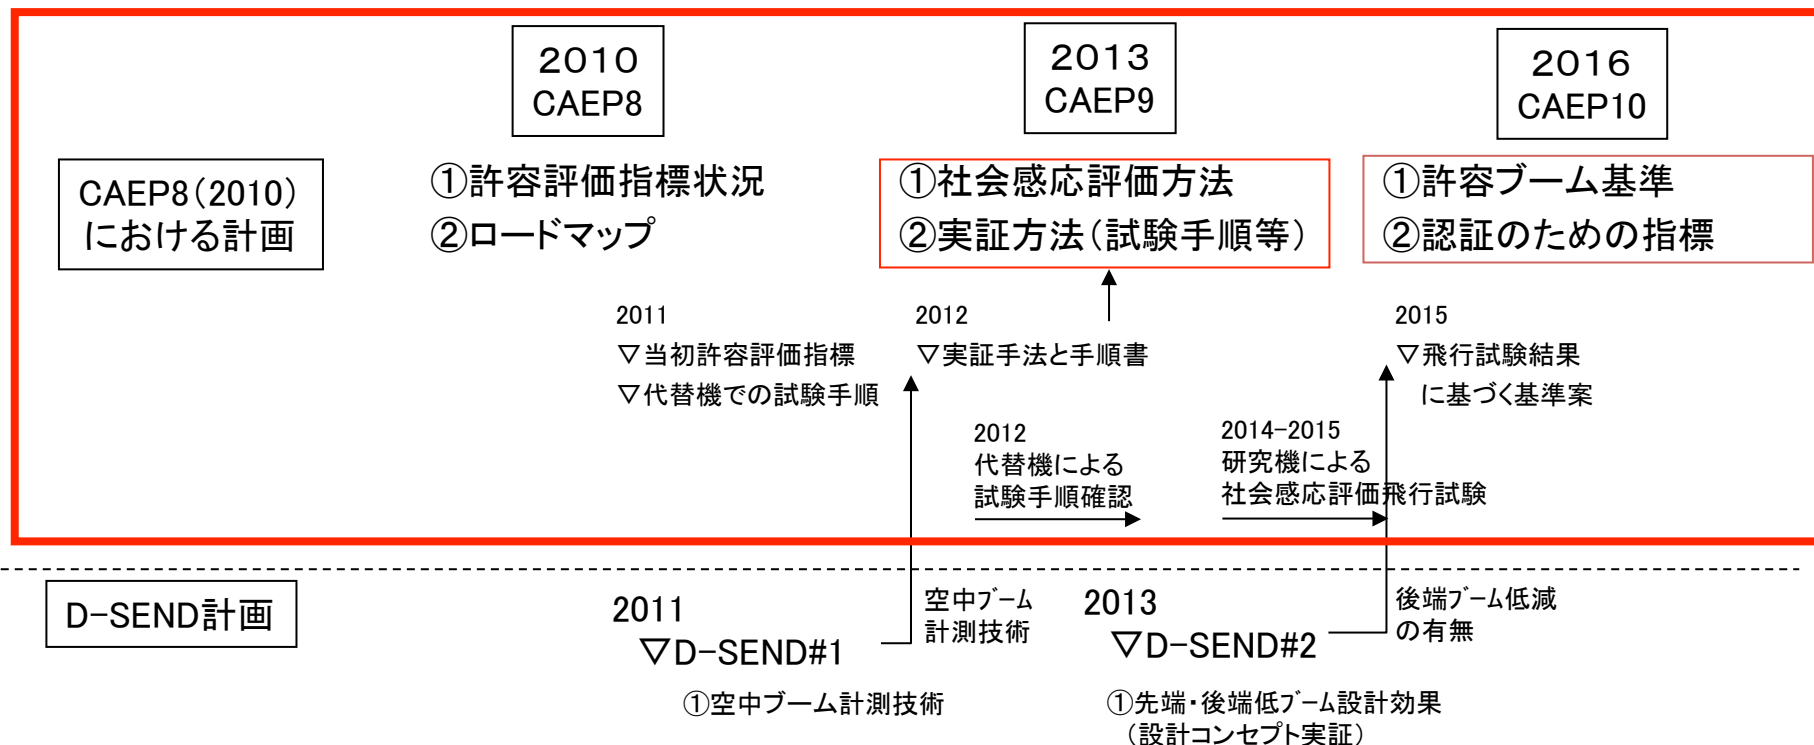 2010
CAEP8
2013
CAEP9
2016
CAEP10
CAEP8(2010)
における計画
①許容評価指標状況
②ロードマップ
①社会感応評価方法
②実証方法(試験手順等)
①許容ブーム基準
②認証のための指標
2011
▽当初許容評価指標
▽代替機での試験手順
2012
▽実証手法と手順書
2015
▽飛行試験結果
に基づく基準案
2012
代替機による
試験手順確認
2014-2015
研究機による
社会感応評価飛行試験
D-SEND計画
2011
▽D-SEND#1
空中ブーム
計測技術
2013
▽D-SEND#2
後端ブーム低減
の有無
①空中ブーム計測技術
①先端・後端低ブーム設計効果
(設計コンセプト実証)